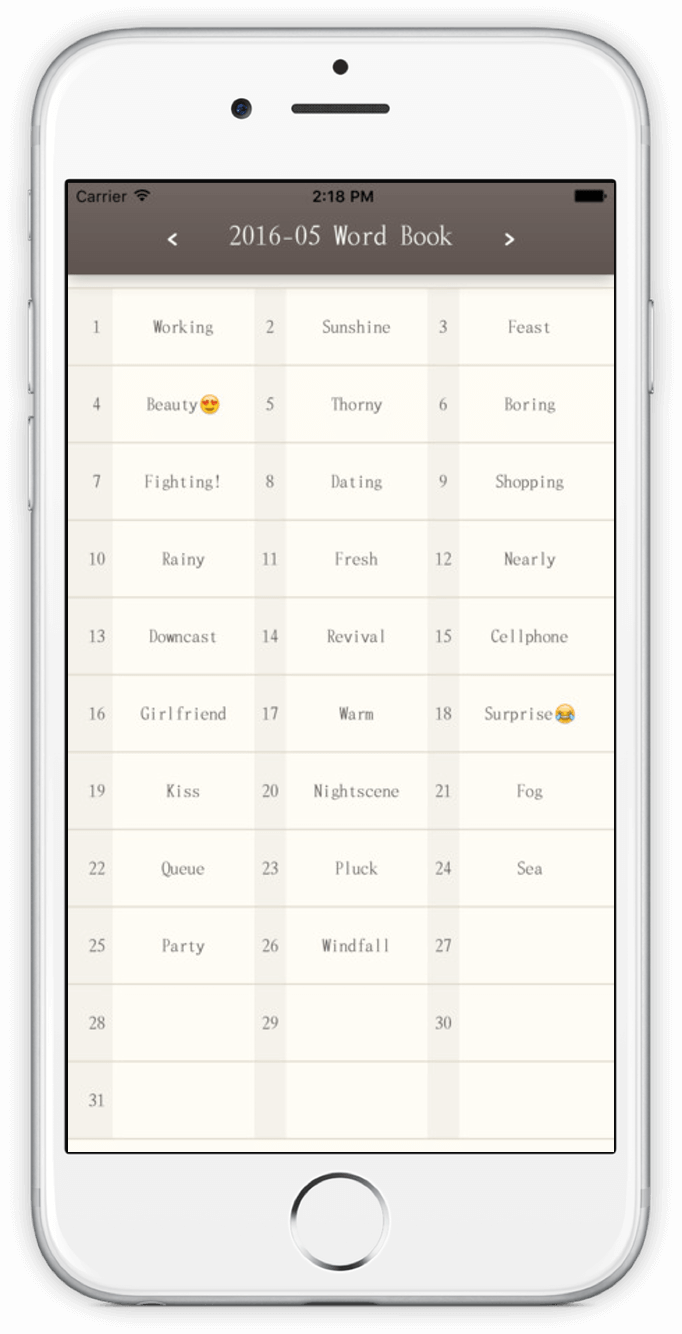 Carrier 2:18 PM
< 2016-05 Word Book >
1 Working 2 Sunshine 3 Feast
4 Beauty😍 5 Thorny 6 Boring
7 Fighting! 8 Dating 9 Shopping
10 Rainy 11 Fresh 12 Nearly
13 Downcast 14 Revival 15 Cellphone
16 Girlfriend 17 Warm 18 Surprise😂
19 Kiss 20 Nightscene 21 Fog
22 Queue 23 Pluck 24 Sea
25 Party 26 Windfall 27
28 29 30
31